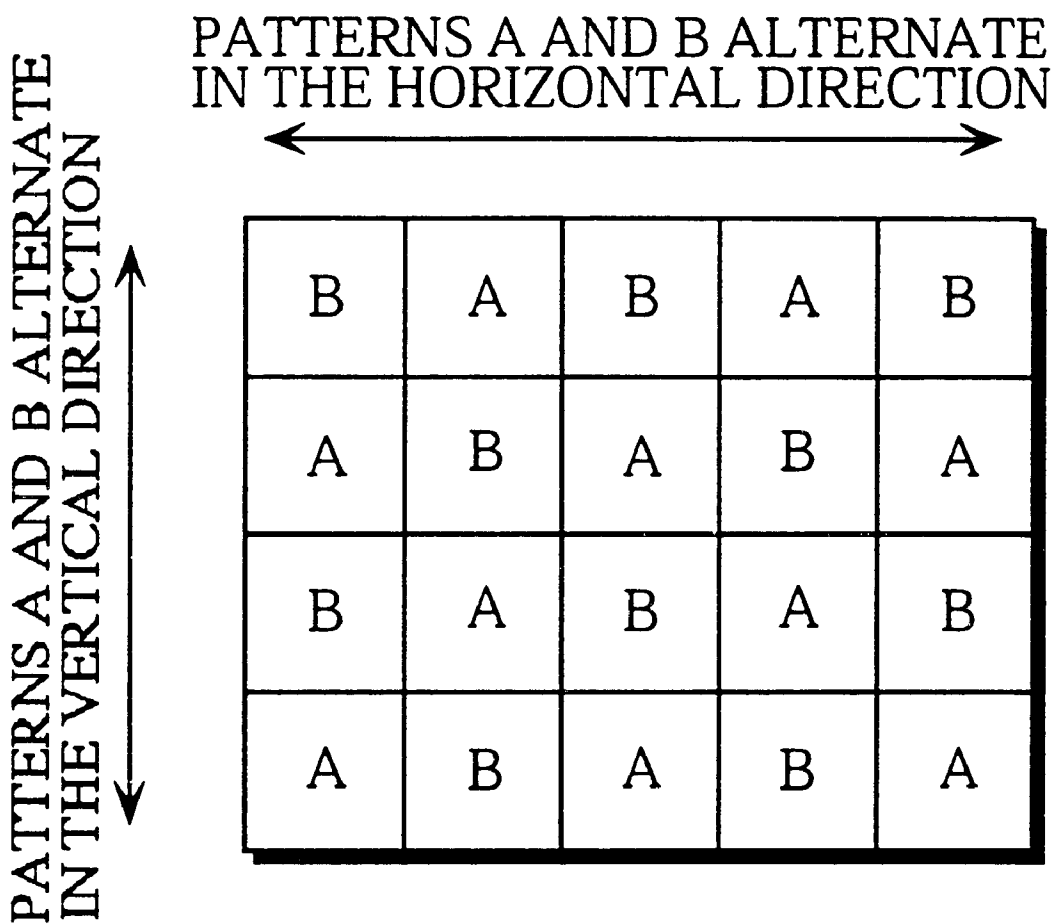 PATTERNS A AND B ALTERNATE
IN THE HORIZONTAL DIRECTION
PATTERNS A AND B ALTERNATE
IN THE VERTICAL DIRECTION
B A B A B
A B A B A
B A B A B
A B A B A